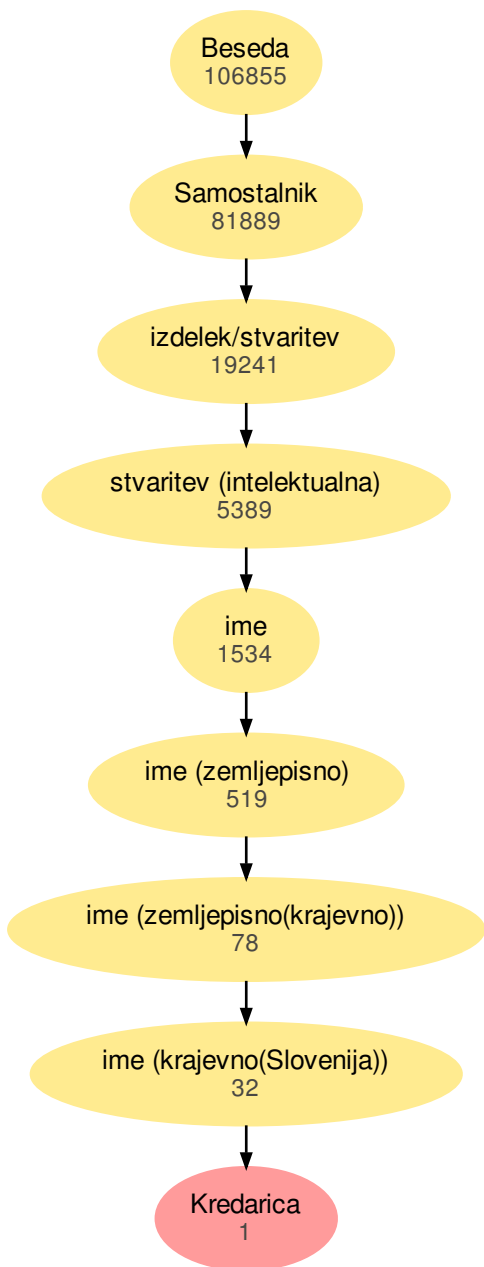 Beseda
106855
Samostalnik
81889
izdelek/stvaritev
19241
stvaritev (intelektualna)
5389
ime
1534
ime (zemljepisno)
519
ime (zemljepisno(krajevno))
78
ime (krajevno(Slovenija))
32
Kredarica
1